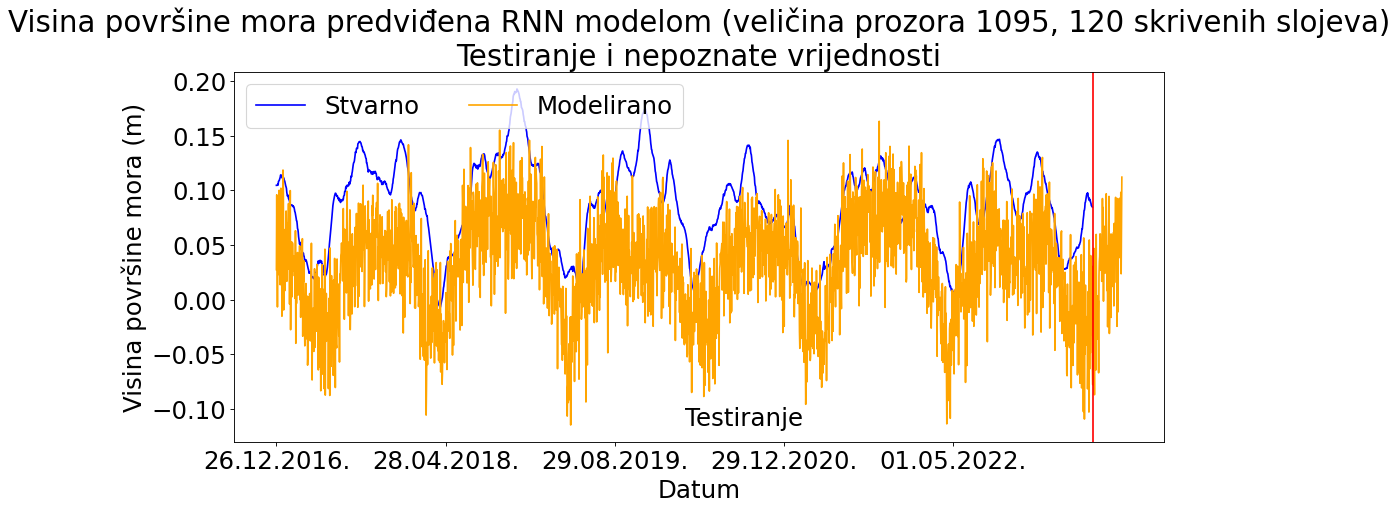 Visina površine mora predviđena RNN modelom (veličina prozora 1095, 120 skrivenih slojeva)
Testiranje i nepoznate vrijednosti
Stvarno
Modelirano
Visina površine mora (m)
0.20
0.15
0.10
0.05
0.00
−0.05
−0.10
Testiranje
26.12.2016.
28.04.2018.
29.08.2019.
29.12.2020.
01.05.2022.
Datum